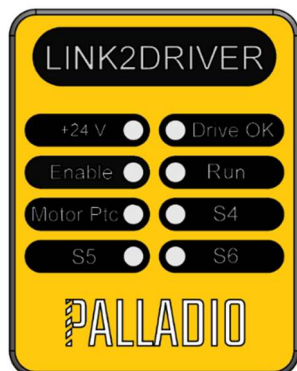 LINK2DRIVER
+24 V Drive OK
Enable Run
Motor Ptc S4
S5 S6
PALLADIO